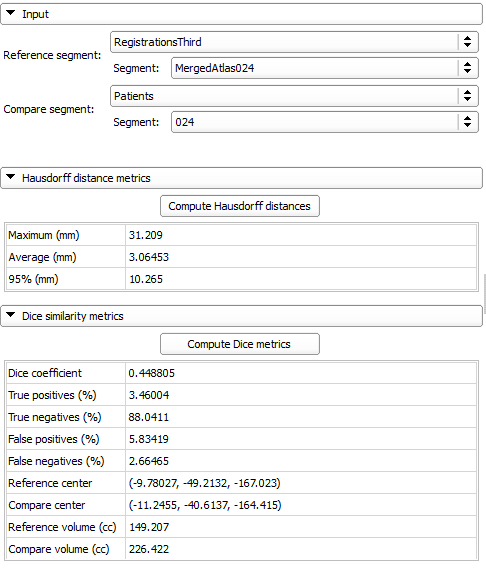 Input
Reference segment:
RegistrationsThird
Segment: MergedAtlas024
Compare segment:
Patients
Segment: 024
Hausdorff distance metrics
Compute Hausdorff distances
Maximum (mm) 31.209
Average (mm) 3.06453
95% (mm) 10.265
Dice similarity metrics
Compute Dice metrics
Dice coefficient 0.448805
True positives (%) 3.46004
True negatives (%) 88.0411
False positives (%) 5.83419
False negatives (%) 2.66465
Reference center (-9.78027, -49.2132, -167.023)
Compare center (-11.2455, -40.6137, -164.415)
Reference volume (cc) 149.207
Compare volume (cc) 226.422